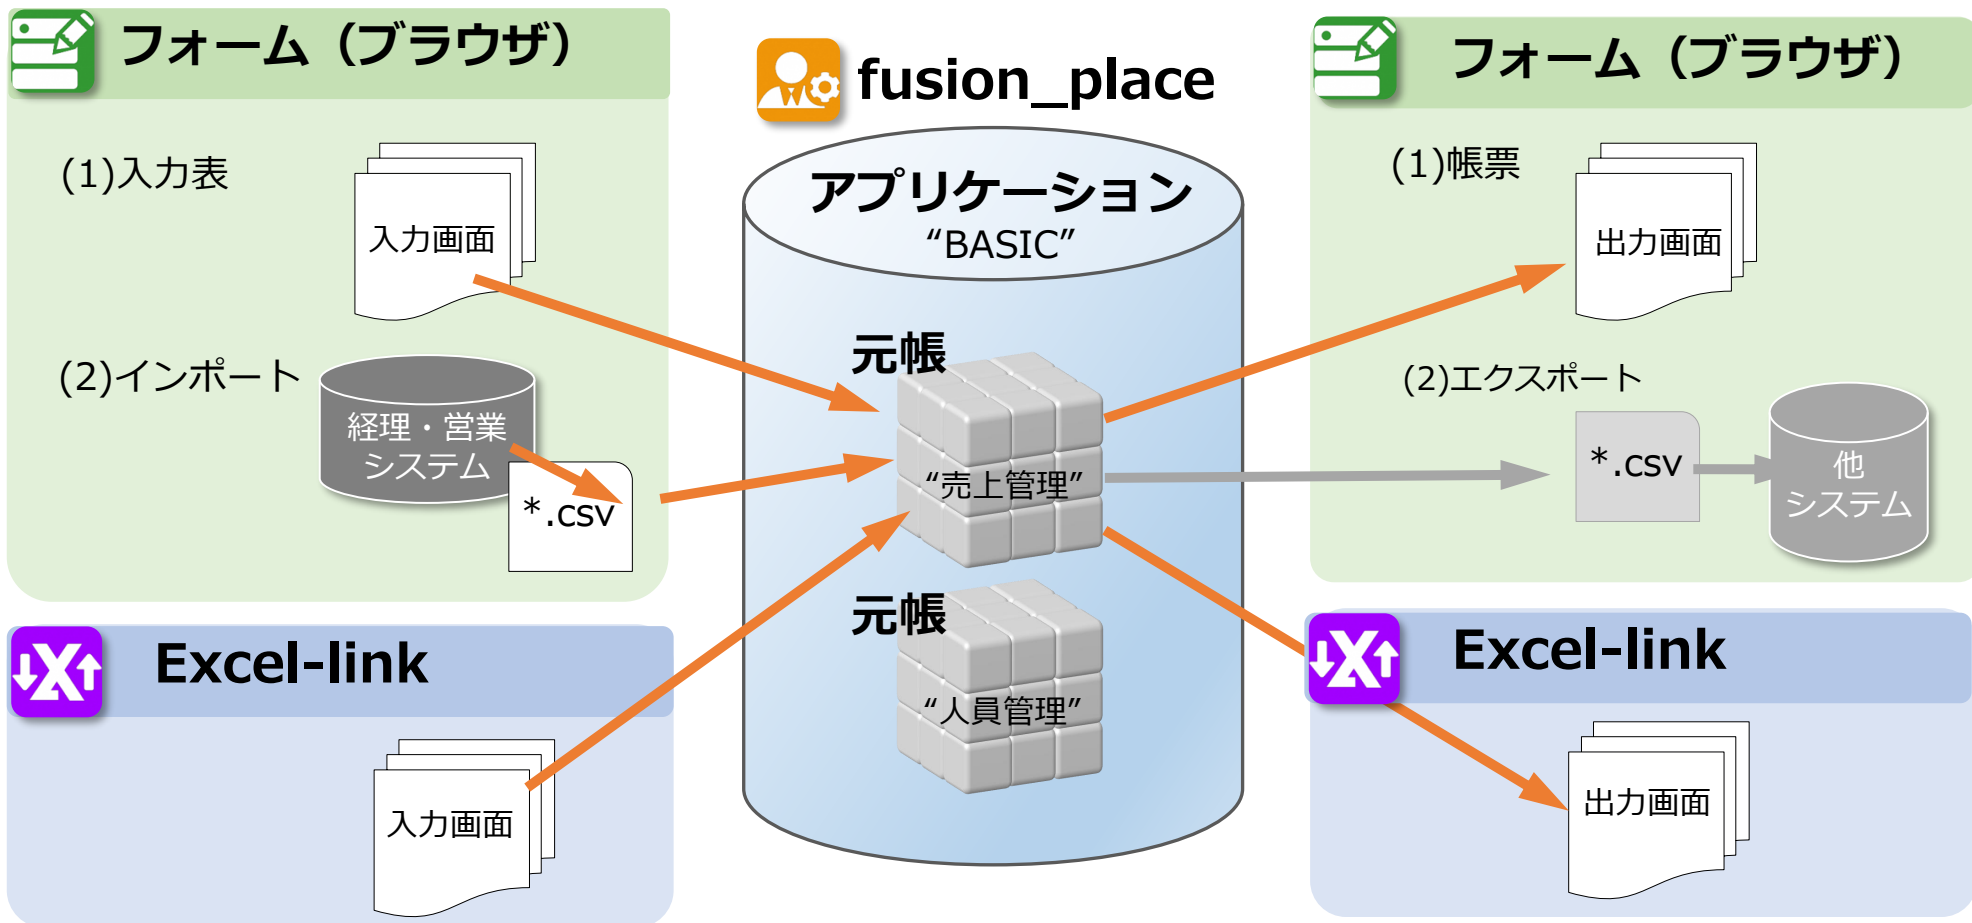 フォーム（ブラウザ）
(1)入力表
入力画面
(2)インポート
経理・営業
システム
*.csv
Excel-link
入力画面
fusion_place
アプリケーション
“BASIC”
元帳
“売上管理”
元帳
“人員管理”
フォーム（ブラウザ）
(1)帳票
出力画面
(2)エクスポート
*.csv
他
システム
Excel-link
出力画面